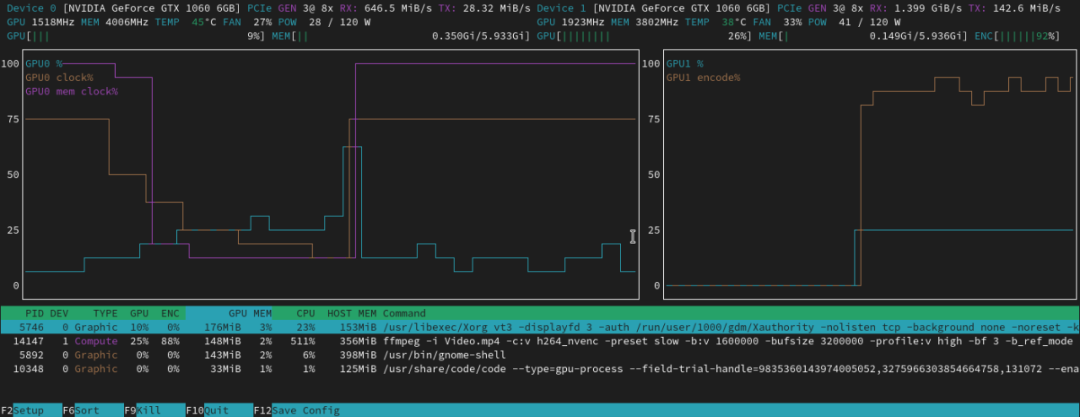 Device 0 [NVIDIA GeForce GTX 1060 6GB] PCIe GEN 3@ 8x RX: 646.5 MiB/s TX: 28.32 MiB/s Device 1 [NVIDIA GeForce GTX 1060 6GB] PCIe GEN 3@ 8x RX: 1.399 GiB/s TX: 142.6 MiB/s
GPU 1518MHz MEM 4006MHz TEMP 45°C FAN 27% POW 28 / 120 W GPU 1923MHz MEM 3802MHz TEMP 38°C FAN 33% POW 41 / 120 W
GPU[||| 9%] MEM[|| 0.350Gi/5.933Gi] GPU[|||||||| 26%] MEM[| 0.149Gi/5.936Gi] ENC[||||||92%]
100 GPU0 % 100 GPU1 %
GPU0 clock% GPU1 encode%
GPU0 mem clock%
75 75
50 50
25 25
0 0
PID DEV TYPE GPU ENC GPU MEM CPU HOST MEM Command
5746 0 Graphic 10% 0% 176MiB 3% 23% 153MiB /usr/libexec/Xorg vt3 -displayfd 3 -auth /run/user/1000/gdm/Xauthority -nolisten tcp -background none -noreset -k
14147 1 Compute 25% 88% 148MiB 2% 511% 356MiB ffmpeg -i Video.mp4 -c:v h264_nvenc -preset slow -b:v 1600000 -bufsize 3200000 -profile:v high -bf 3 -b_ref_mode
5892 0 Graphic 0% 0% 143MiB 2% 6% 398MiB /usr/bin/gnome-shell
10348 0 Graphic 0% 0% 33MiB 1% 1% 125MiB /usr/share/code/code --type=gpu-process --field-trial-handle=9835360143974005052,3275966303854664758,131072 --ena
F2Setup F6Sort F9Kill F10Quit F12Save Config